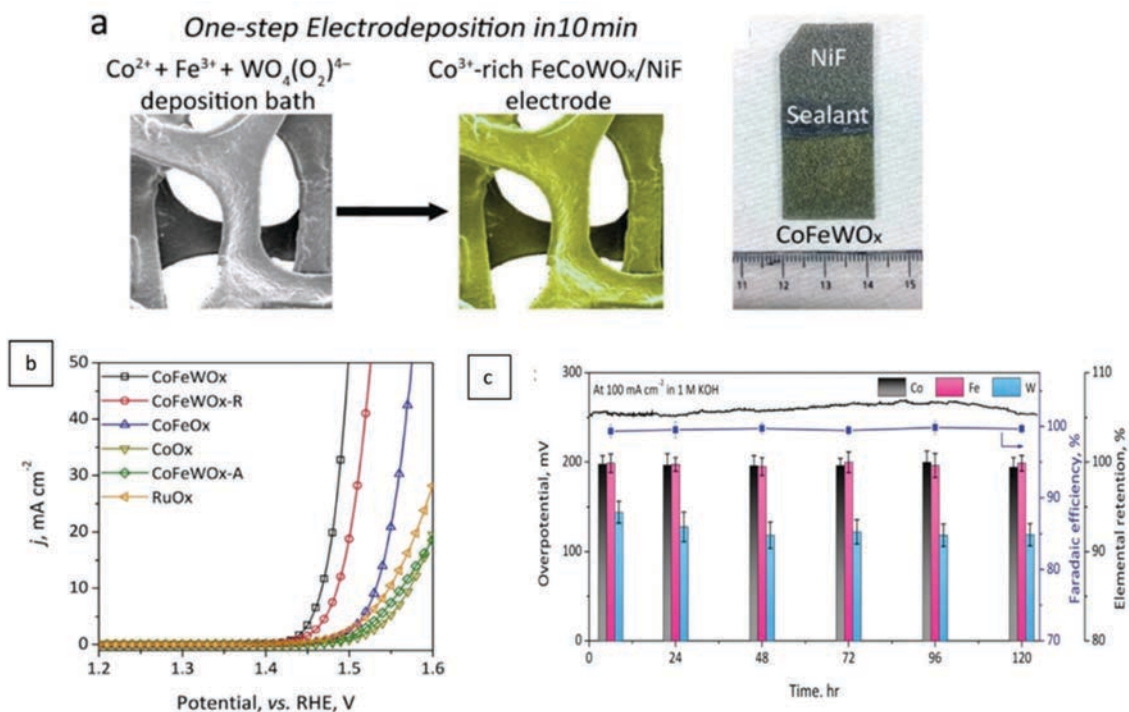 a
One-step Electrodeposition in10 min
Co²⁺ + Fe³⁺ + WO₄(O₂)⁴⁻
deposition bath
Co³⁺-rich FeCoWOₓ/NiF
electrode
NiF
Sealant
CoFeWOₓ
11 12 13 14 15
b
50
40
30
20
10
0
j, mA cm⁻²
CoFeWOx
CoFeWOx-R
CoFeOx
CoOx
CoFeWOx-A
RuOx
1.2 1.3 1.4 1.5 1.6
Potential, vs. RHE, V
c
:
At 100 mA cm⁻² in 1 M KOH
Co Fe W
300
200
100
0
Overpotential, mV
100
90
80
70
Faradaic efficiency, %
110
100
90
80
Elemental retention, %
0 24 48 72 96 120
Time. hr